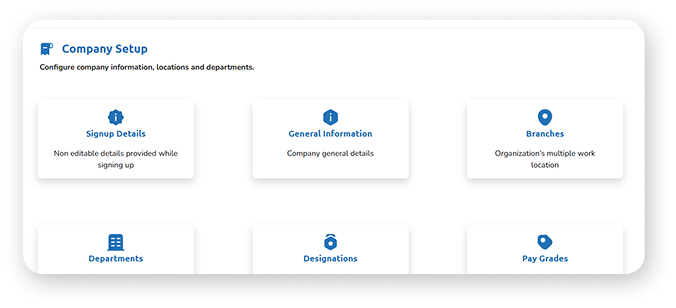 Company Setup
Configure company information, locations and departments.
Signup Details
Non editable details provided while
signing up
General Information
Company general details
Branches
Organization's multiple work
location
Departments
Designations
Pay Grades